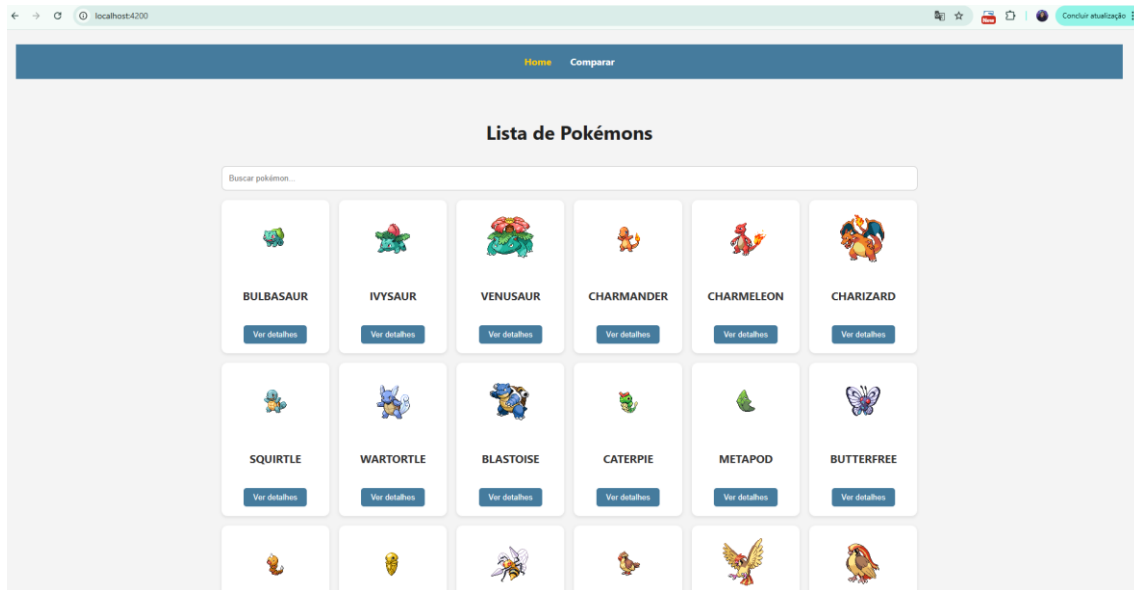 localhost:4200
New
Concluir atualização
Home Comparar
Lista de Pokémons
Buscar pokémon...
BULBASAUR IVYSAUR VENUSAUR CHARMANDER CHARMELEON CHARIZARD
Ver detalhes Ver detalhes Ver detalhes Ver detalhes Ver detalhes Ver detalhes
SQUIRTLE WARTORTLE BLASTOISE CATERPIE METAPOD BUTTERFREE
Ver detalhes Ver detalhes Ver detalhes Ver detalhes Ver detalhes Ver detalhes